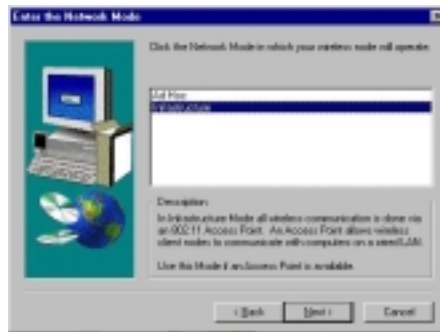 Enter the Network Mode
Click the Network Mode in which your wireless node will operate.
Ad Hoc
Infrastructure
Description
In Infrastructure Mode all wireless communication is done via
an 802.11 Access Point. An Access Point allows wireless
client nodes to communicate with computers on a wired LAN.
Use this Mode if an Access Point is available.
< Back
Next >
Cancel